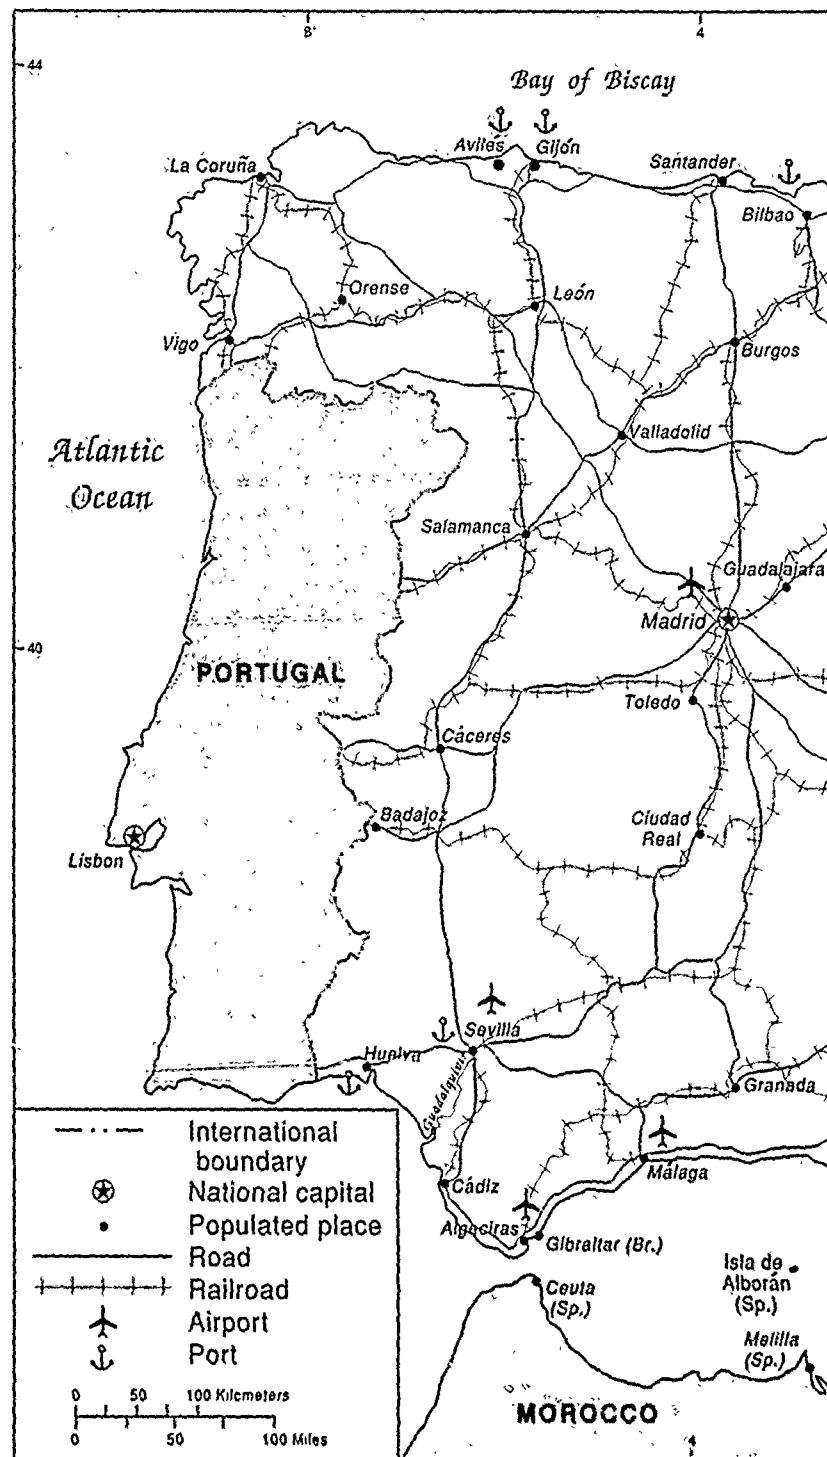 8°
4
44
Bay of Biscay
Aviles
Gijón
La Coruña
Santander
Bilbao
Orense
León
Vigo
Burgos
Atlantic
Ocean
Valladolid
Salamanca
Guadalajara
Madrid
40
PORTUGAL
Toledo
Cáceres
Badajoz
Ciudad
Real
Lisbon
Sevilla
Huelva
Guadalquivir
Granada
Málaga
Cádiz
Algeciras
Gibraltar (Br.)
Ceuta
(Sp.)
Isla de
Alborán
(Sp.)
Melilla
(Sp.)
MOROCCO
4
International
boundary
National capital
Populated place
Road
Railroad
Airport
Port
0 50 100 Kilometers
0 50 100 Miles